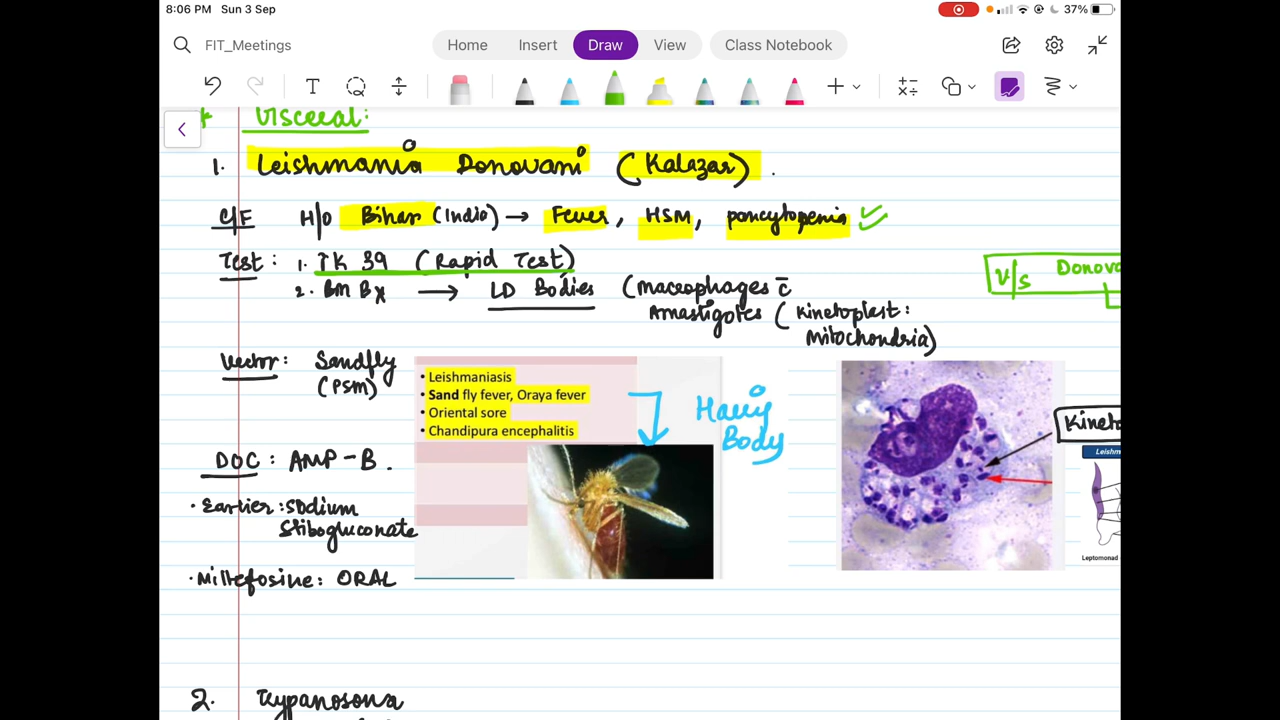 8:06 PM Sun 3 Sep
37%
FIT_Meetings
Home Insert Draw View Class Notebook
Visceral:
1. Leishmania Donovani (Kalazar).
C/F H/O Bihar (India) → Fever, HSM, pancytopenia
Test: 1. rK 39 (Rapid Test)
2. BM Bx → LD Bodies (macrophages c̄
Amastigotes (Kinetoplast:
Mitochondria)
V/s Donova
Vector: Sandfly
(PSM)
• Leishmaniasis
• Sand fly fever, Oraya fever
• Oriental sore
• Chandipura encephalitis
Hairy
Body
Kineto
Leishm
Leptomonad
DOC: AMP-B.
• Earlier: sodium
Stibogluconate
• Miltefosine: ORAL
2. Trypanosoma